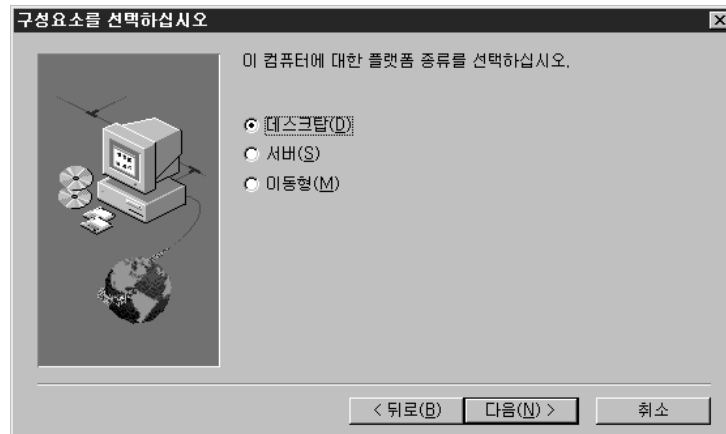 구성요소를 선택하십시오
이 컴퓨터에 대한 플랫폼 종류를 선택하십시오.
데스크탑(D)
서버(S)
이동형(M)
< 뒤로(B)
다음(N) >
취소